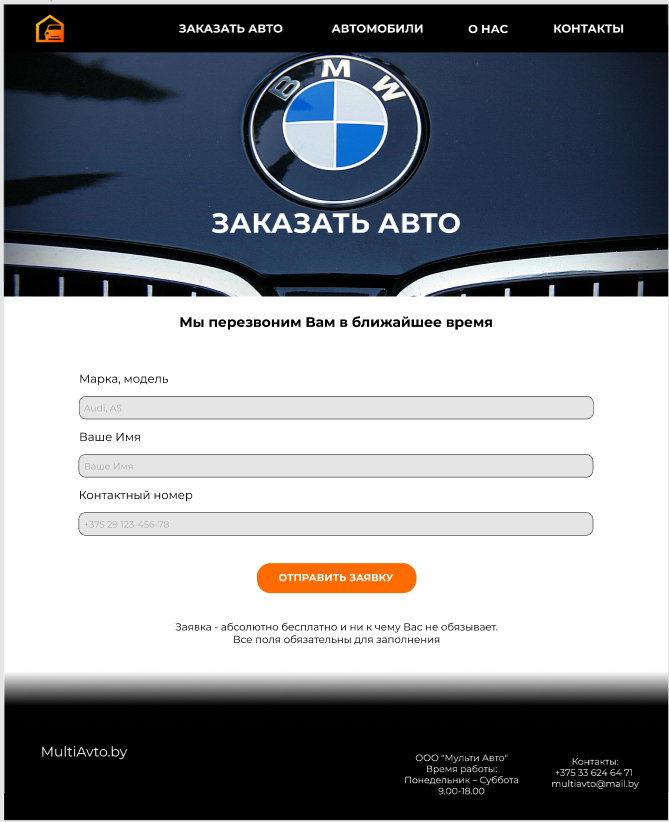 ЗАКАЗАТЬ АВТО АВТОМОБИЛИ О НАС КОНТАКТЫ
BMW
ЗАКАЗАТЬ АВТО
Мы перезвоним Вам в ближайшее время
Марка, модель
Audi, A5
Ваше Имя
Ваше Имя
Контактный номер
+375 29 123-456-78
ОТПРАВИТЬ ЗАЯВКУ
Заявка - абсолютно бесплатно и ни к чему Вас не обязывает.
Все поля обязательны для заполнения
MultiAvto.by
ООО "Мульти Авто"
Время работы:
Понедельник – Суббота
9.00-18.00
Контакты:
+375 33 624 64 71
multiavto@mail.by